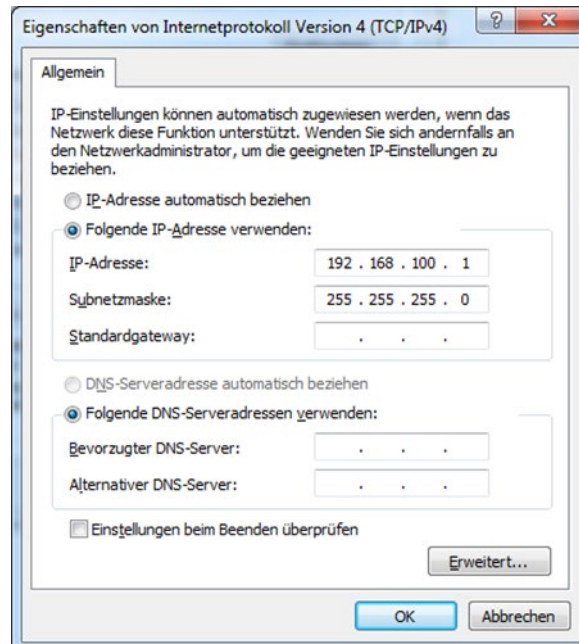 Eigenschaften von Internetprotokoll Version 4 (TCP/IPv4)
Allgemein
IP-Einstellungen können automatisch zugewiesen werden, wenn das
Netzwerk diese Funktion unterstützt. Wenden Sie sich andernfalls an
den Netzwerkadministrator, um die geeigneten IP-Einstellungen zu
beziehen.
IP-Adresse automatisch beziehen
Folgende IP-Adresse verwenden:
IP-Adresse: 192 . 168 . 100 . 1
Subnetzmaske: 255 . 255 . 255 . 0
Standardgateway: . . .
DNS-Serveradresse automatisch beziehen
Folgende DNS-Serveradressen verwenden:
Bevorzugter DNS-Server: . . .
Alternativer DNS-Server: . . .
Einstellungen beim Beenden überprüfen
Erweitert...
OK Abbrechen